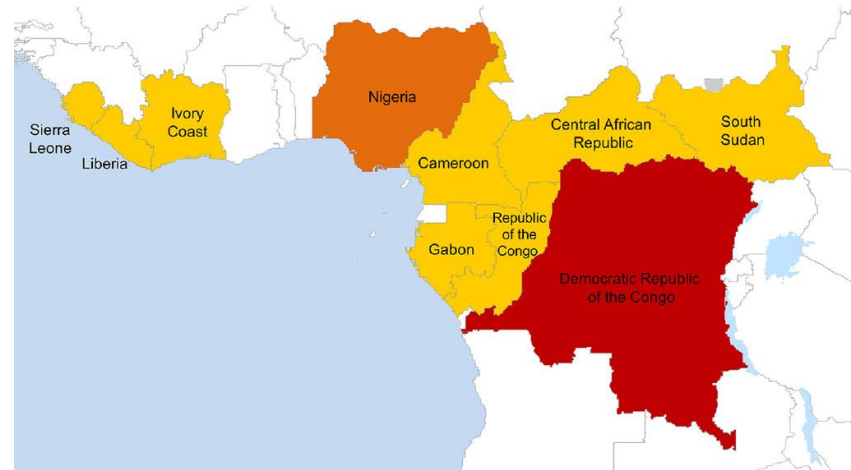 Nigeria
Ivory
Coast
Sierra
Leone
Liberia
Cameroon
Central African
Republic
South
Sudan
Gabon
Republic
of the
Congo
Democratic Republic
of the Congo